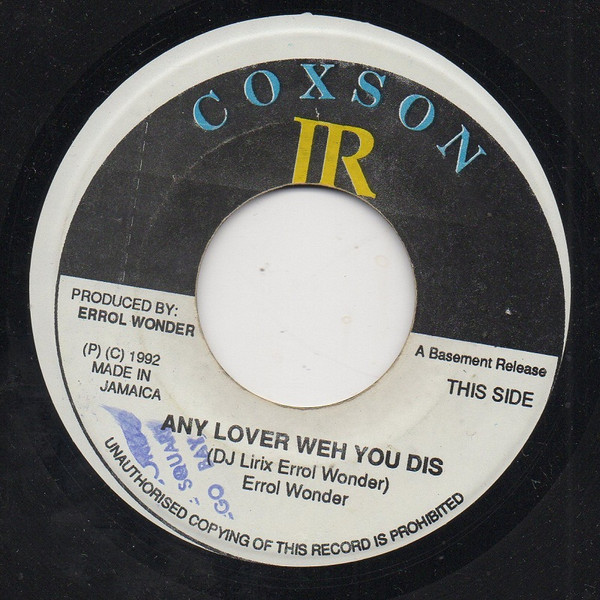 COXSON
IR
PRODUCED BY:
ERROL WONDER
(P) (C) 1992
MADE IN
JAMAICA
A Basement Release
THIS SIDE
ANY LOVER WEH YOU DIS
(DJ Lirix Errol Wonder)
Errol Wonder
SQUARE
UNAUTHORISED COPYING OF THIS RECORD IS PROHIBITED